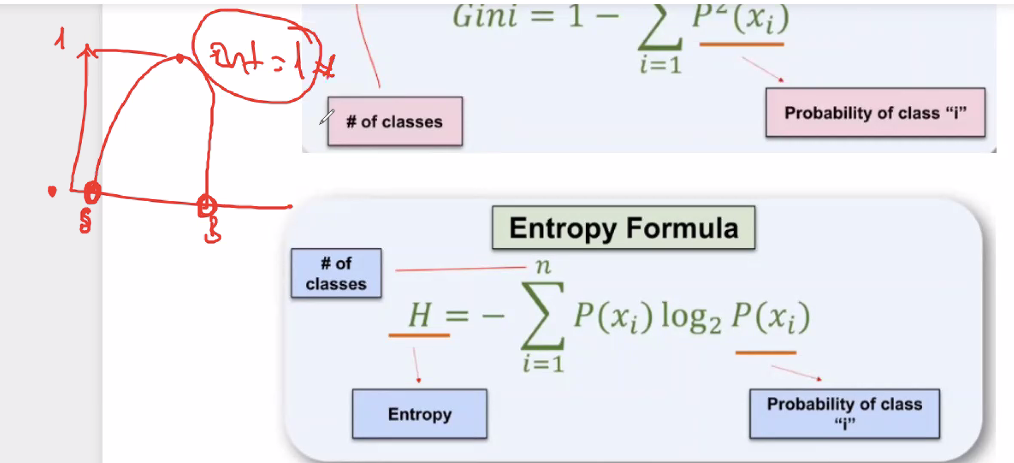 1
Gini = 1 − ∑ P²(xᵢ)
i=1
# of classes
Probability of class “i”
S
B
Entropy Formula
# of classes
n
H = − ∑ P(xᵢ) log₂ P(xᵢ)
i=1
Entropy
Probability of class
“i”